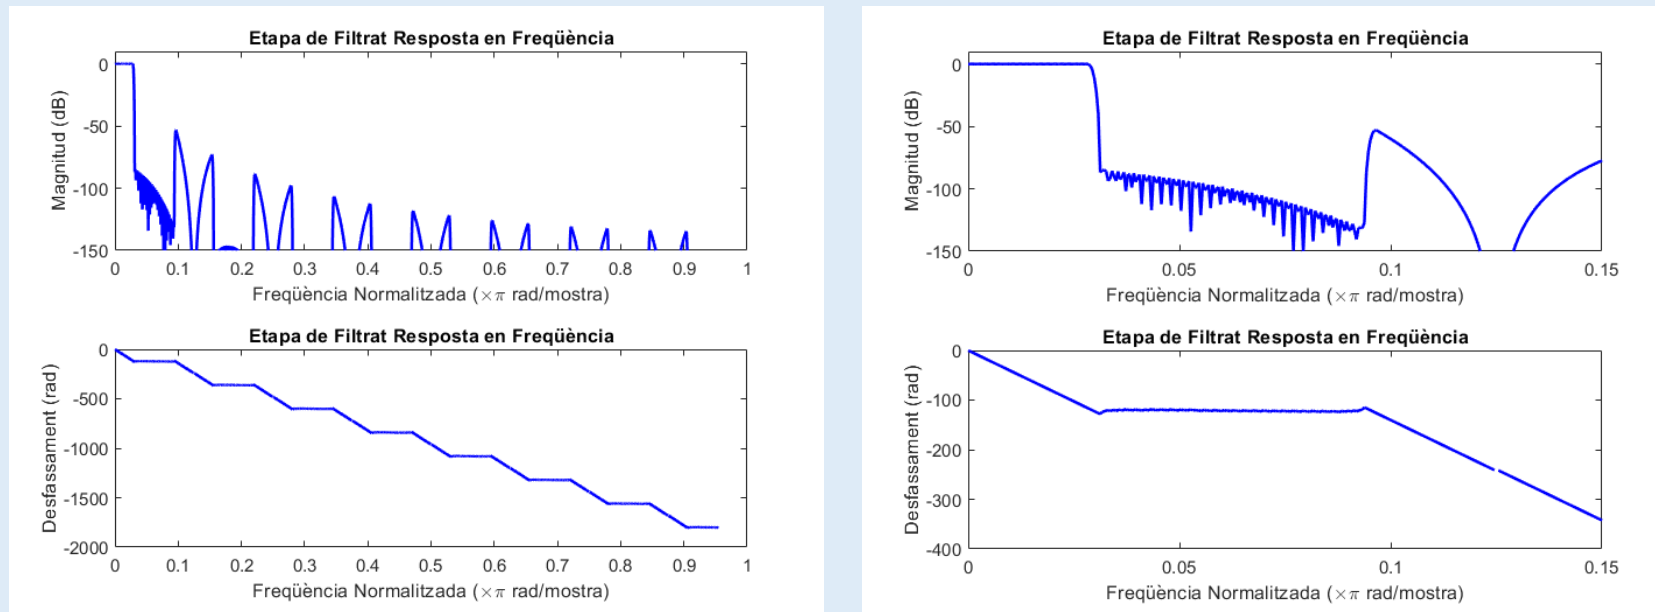 Etapa de Filtrat Resposta en Freqüència
Magnitud (dB)
0
-50
-100
-150
0 0.1 0.2 0.3 0.4 0.5 0.6 0.7 0.8 0.9 1
Freqüència Normalitzada (×π rad/mostra)
Etapa de Filtrat Resposta en Freqüència
Desfassament (rad)
0
-500
-1000
-1500
-2000
0 0.1 0.2 0.3 0.4 0.5 0.6 0.7 0.8 0.9 1
Freqüència Normalitzada (×π rad/mostra)
Etapa de Filtrat Resposta en Freqüència
Magnitud (dB)
0
-50
-100
-150
0 0.05 0.1 0.15
Freqüència Normalitzada (×π rad/mostra)
Etapa de Filtrat Resposta en Freqüència
Desfassament (rad)
0
-100
-200
-300
-400
0 0.05 0.1 0.15
Freqüència Normalitzada (×π rad/mostra)